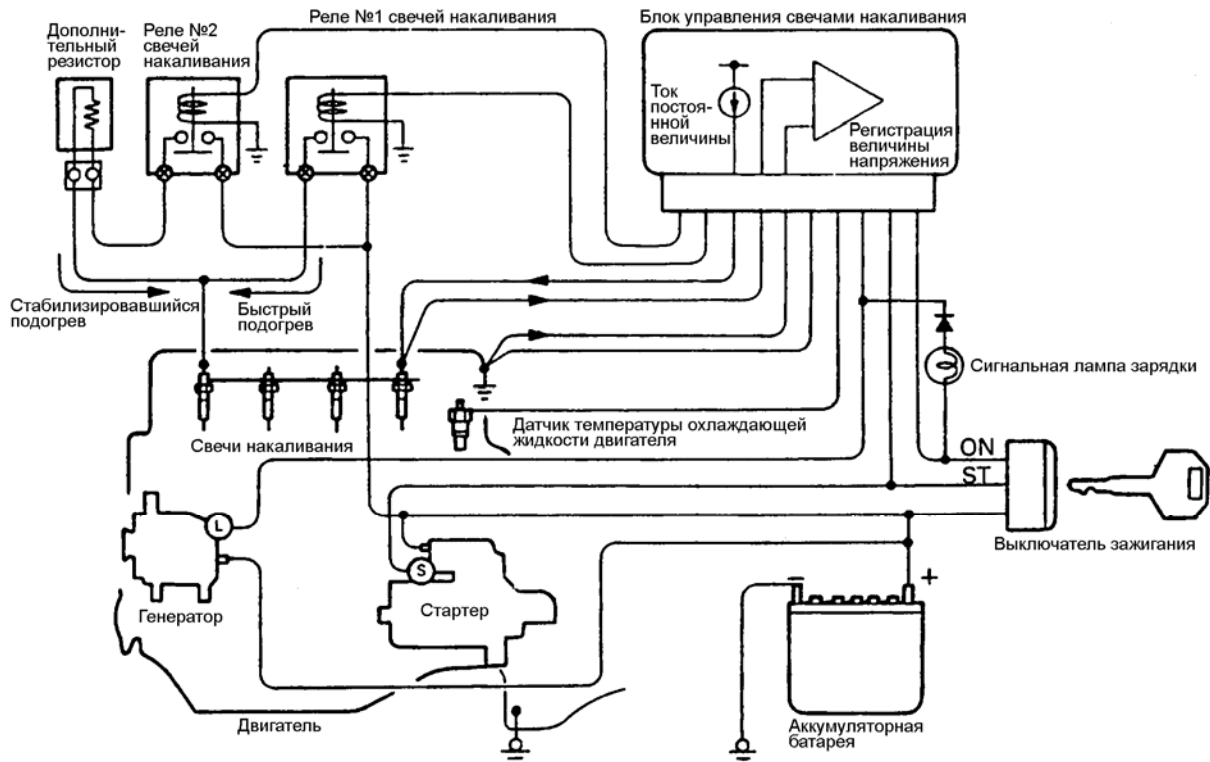 Реле №1 свечей накаливания
Блок управления свечами накаливания
Дополни-
тельный
резистор
Реле №2
свечей
накаливания
Ток
постоя-
нной
величины
Регистрация
величины
напряжения
Стабилизировавшийся
подогрев
Быстрый
подогрев
Сигнальная лампа зарядки
Свечи накаливания
Датчик температуры охлаждающей
жидкости двигателя
ON
ST
Выключатель зажигания
L
S
Генератор
Стартер
–
+
Двигатель
Аккумуляторная
батарея